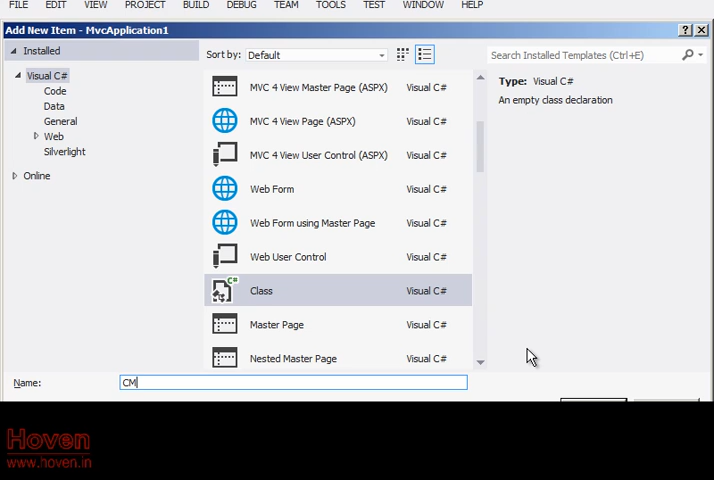 FILE EDIT VIEW PROJECT BUILD DEBUG TEAM TOOLS TEST WINDOW HELP
Add New Item - MvcApplication1
Installed
Sort by: Default
Search Installed Templates (Ctrl+E)
Visual C#
Code
Data
General
Web
Silverlight
Online
MVC 4 View Master Page (ASPX) Visual C#
MVC 4 View Page (ASPX) Visual C#
MVC 4 View User Control (ASPX) Visual C#
Web Form Visual C#
Web Form using Master Page Visual C#
Web User Control Visual C#
C#
Class Visual C#
Master Page Visual C#
Nested Master Page Visual C#
Type: Visual C#
An empty class declaration
Name: CM
Hoven
www.hoven.in